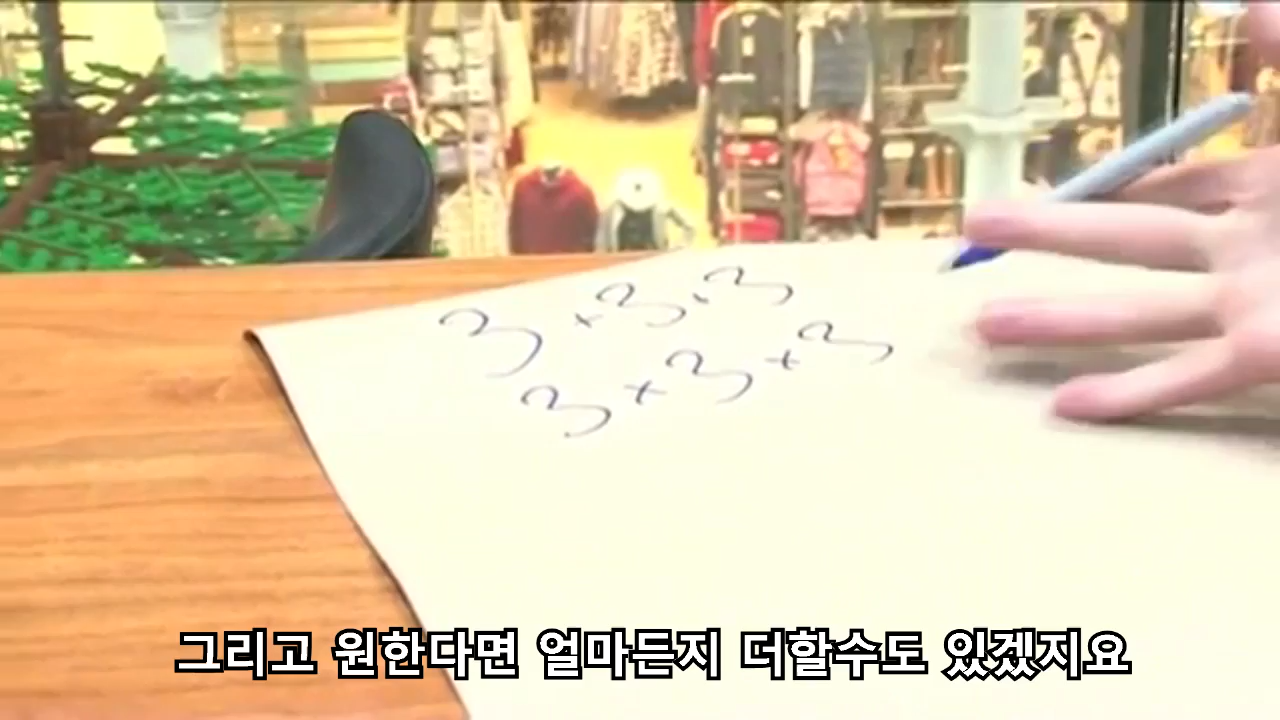 3 + 3 + 3
3 × 3 × 3
그리고 원한다면 얼마든지 더할수도 있겠지요